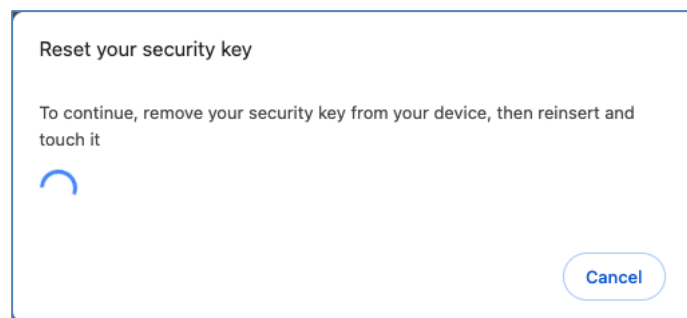 Reset your security key
To continue, remove your security key from your device, then reinsert and
touch it
Cancel